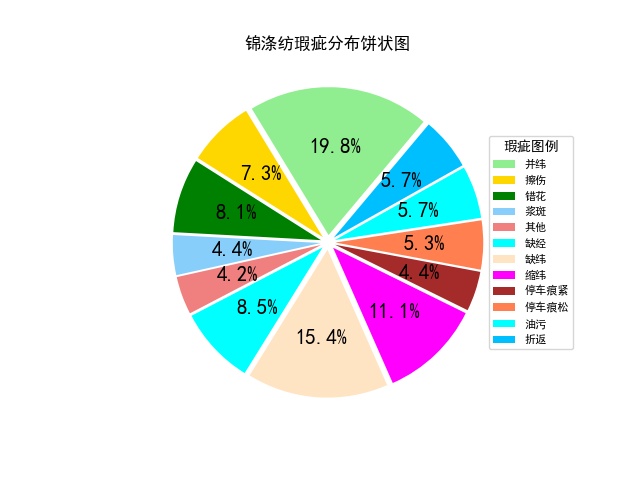 锦涤纺瑕疵分布饼状图
19.8%
7.3%
8.1%
4.4%
4.2%
8.5%
15.4%
11.1%
4.4%
5.3%
5.7%
5.7%
瑕疵图例
并纬
擦伤
错花
浆斑
其他
缺经
缺纬
缩纬
停车痕紧
停车痕松
油污
折返